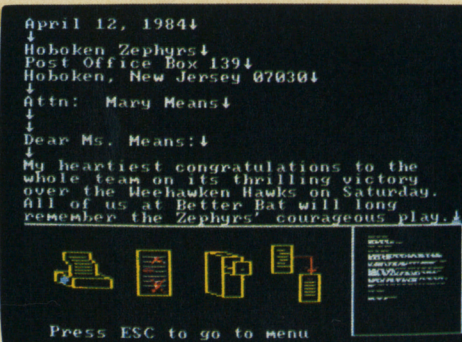 April 12, 1984↓
↓
Hoboken Zephyrs↓
Post Office Box 139↓
Hoboken, New Jersey 07030↓
↓
Attn:  Mary Means↓
↓
↓
Dear Ms. Means:↓
↓
My heartiest congratulations to the
whole team on its thrilling victory
over the Weehawken Hawks on Saturday.
All of us at Better Bat will long
remember the Zephyrs' courageous play.↓
Press ESC to go to menu